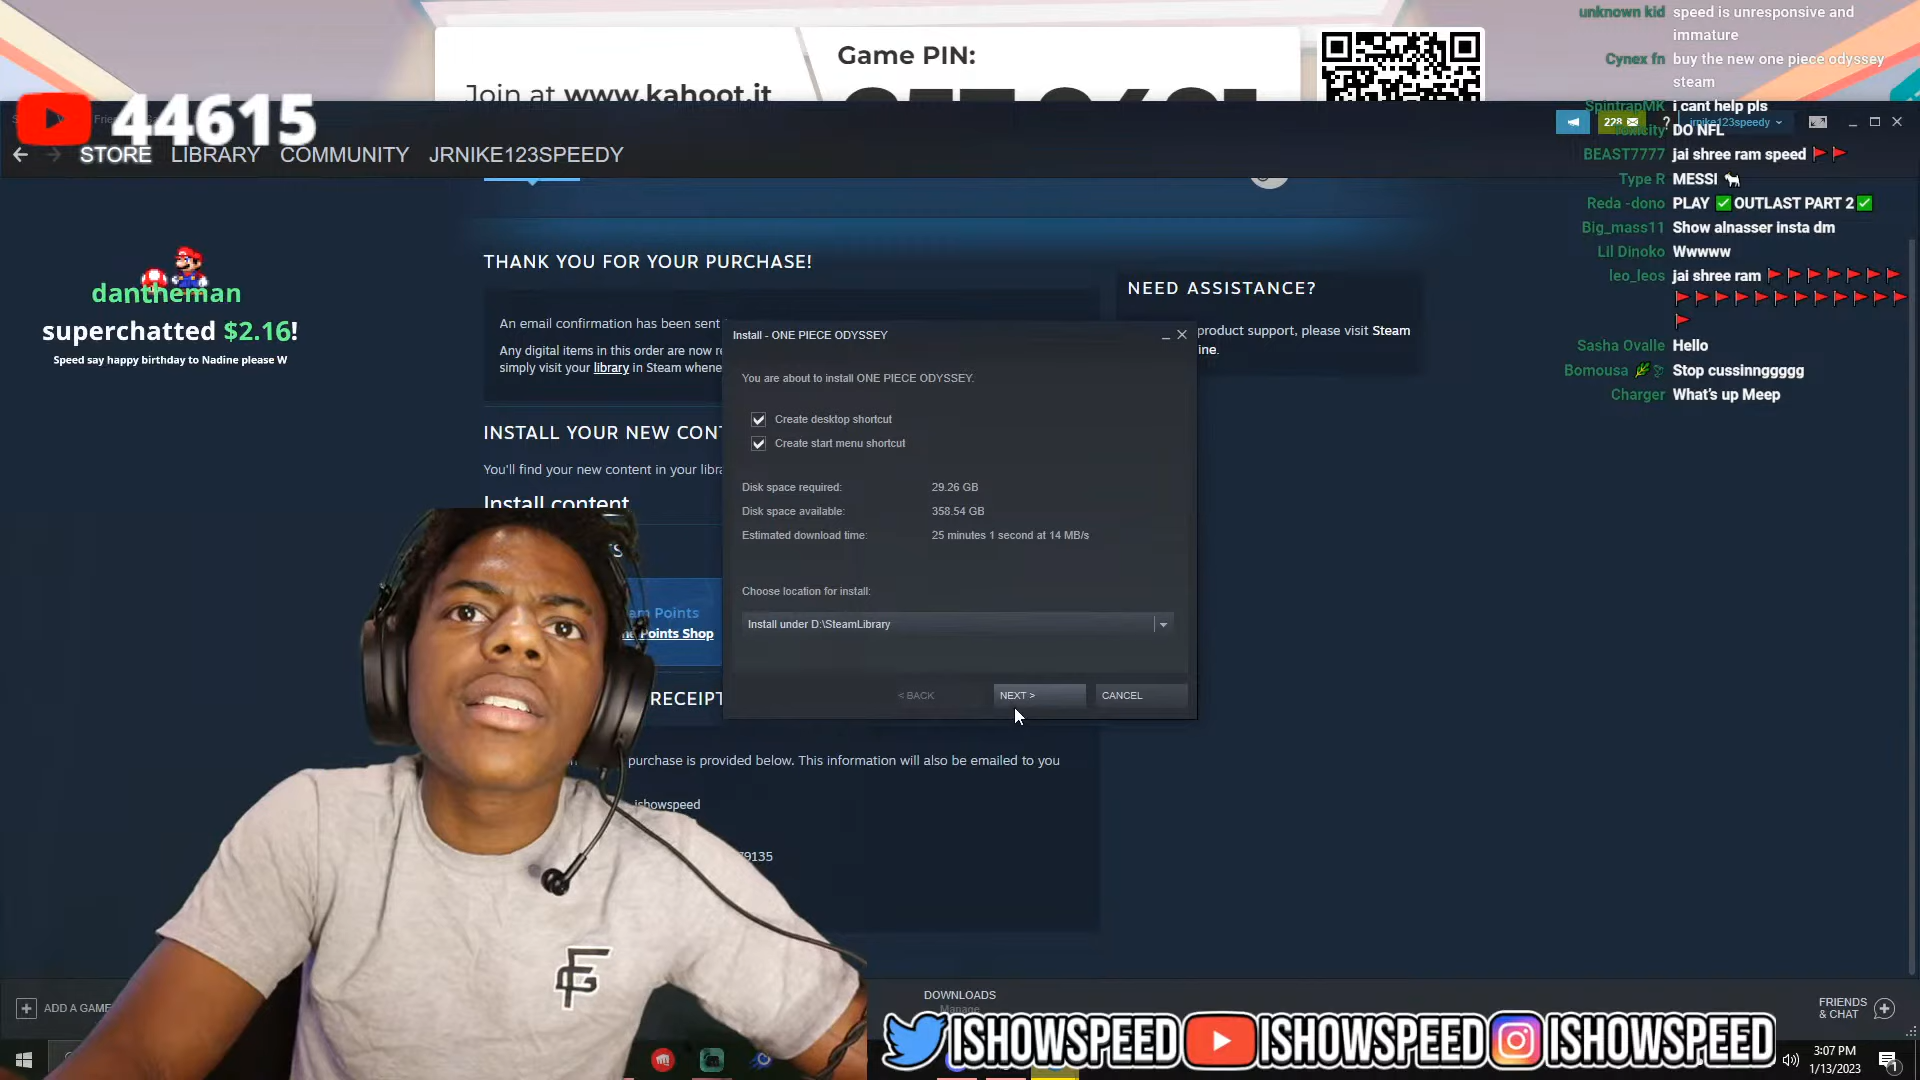 Join at www.kahoot.it
Game PIN:
44615
STORE
LIBRARY
COMMUNITY
JRNIKE123SPEEDY
228
?
jrnike123speedy
unknown kid speed is unresponsive and
immature
Cynex fn buy the new one piece odyssey
steam
SpintrapMK i cant help pls
DO NFL
BEAST7777 jai shree ram speed 🚩 🚩
Type R MESSI 🐐
Reda -dono PLAY ✅ OUTLAST PART 2 ✅
Big_mass11 Show alnasser insta dm
Lil Dinoko Wwwww
leo_leos jai shree ram 🚩🚩🚩🚩🚩🚩🚩
🚩🚩🚩🚩🚩🚩🚩🚩🚩🚩🚩🚩
🚩
Sasha Ovalle Hello
Bomousa Stop cussinngggg
Charger What's up Meep
dantheman
superchatted $2.16!
Speed say happy birthday to Nadine please W
THANK YOU FOR YOUR PURCHASE!
An email confirmation has been sent
Any digital items in this order are now
simply visit your library in Steam
INSTALL YOUR NEW
You'll find your new content in your
Install content
NEED ASSISTANCE?
product support, please visit Steam
Install - ONE PIECE ODYSSEY
You are about to install ONE PIECE ODYSSEY.
Create desktop shortcut
Create start menu shortcut
Disk space required: 29.26 GB
Disk space available: 358.54 GB
Estimated download time: 25 minutes 1 second at 14 MB/s
Choose location for install:
Install under D:\SteamLibrary
< BACK
NEXT >
CANCEL
Points
Points Shop
RECEIPT
purchase is provided below. This information will also be emailed to you
ishowspeed
79135
ADD A GAME
DOWNLOADS
Manage
FRIENDS
& CHAT
ISHOWSPEED
ISHOWSPEED
ISHOWSPEED
3:07 PM
1/13/2023
1